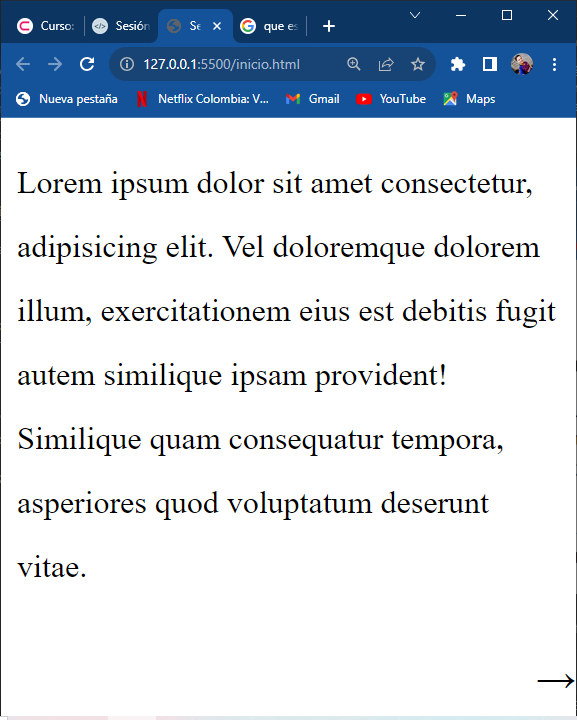 Curso: Sesión Se que es
127.0.0.1:5500/inicio.html
Nueva pestaña Netflix Colombia: V... Gmail YouTube Maps
Lorem ipsum dolor sit amet consectetur,
adipisicing elit. Vel doloremque dolorem
illum, exercitationem eius est debitis fugit
autem similique ipsam provident!
Similique quam consequatur tempora,
asperiores quod voluptatum deserunt
vitae.
→